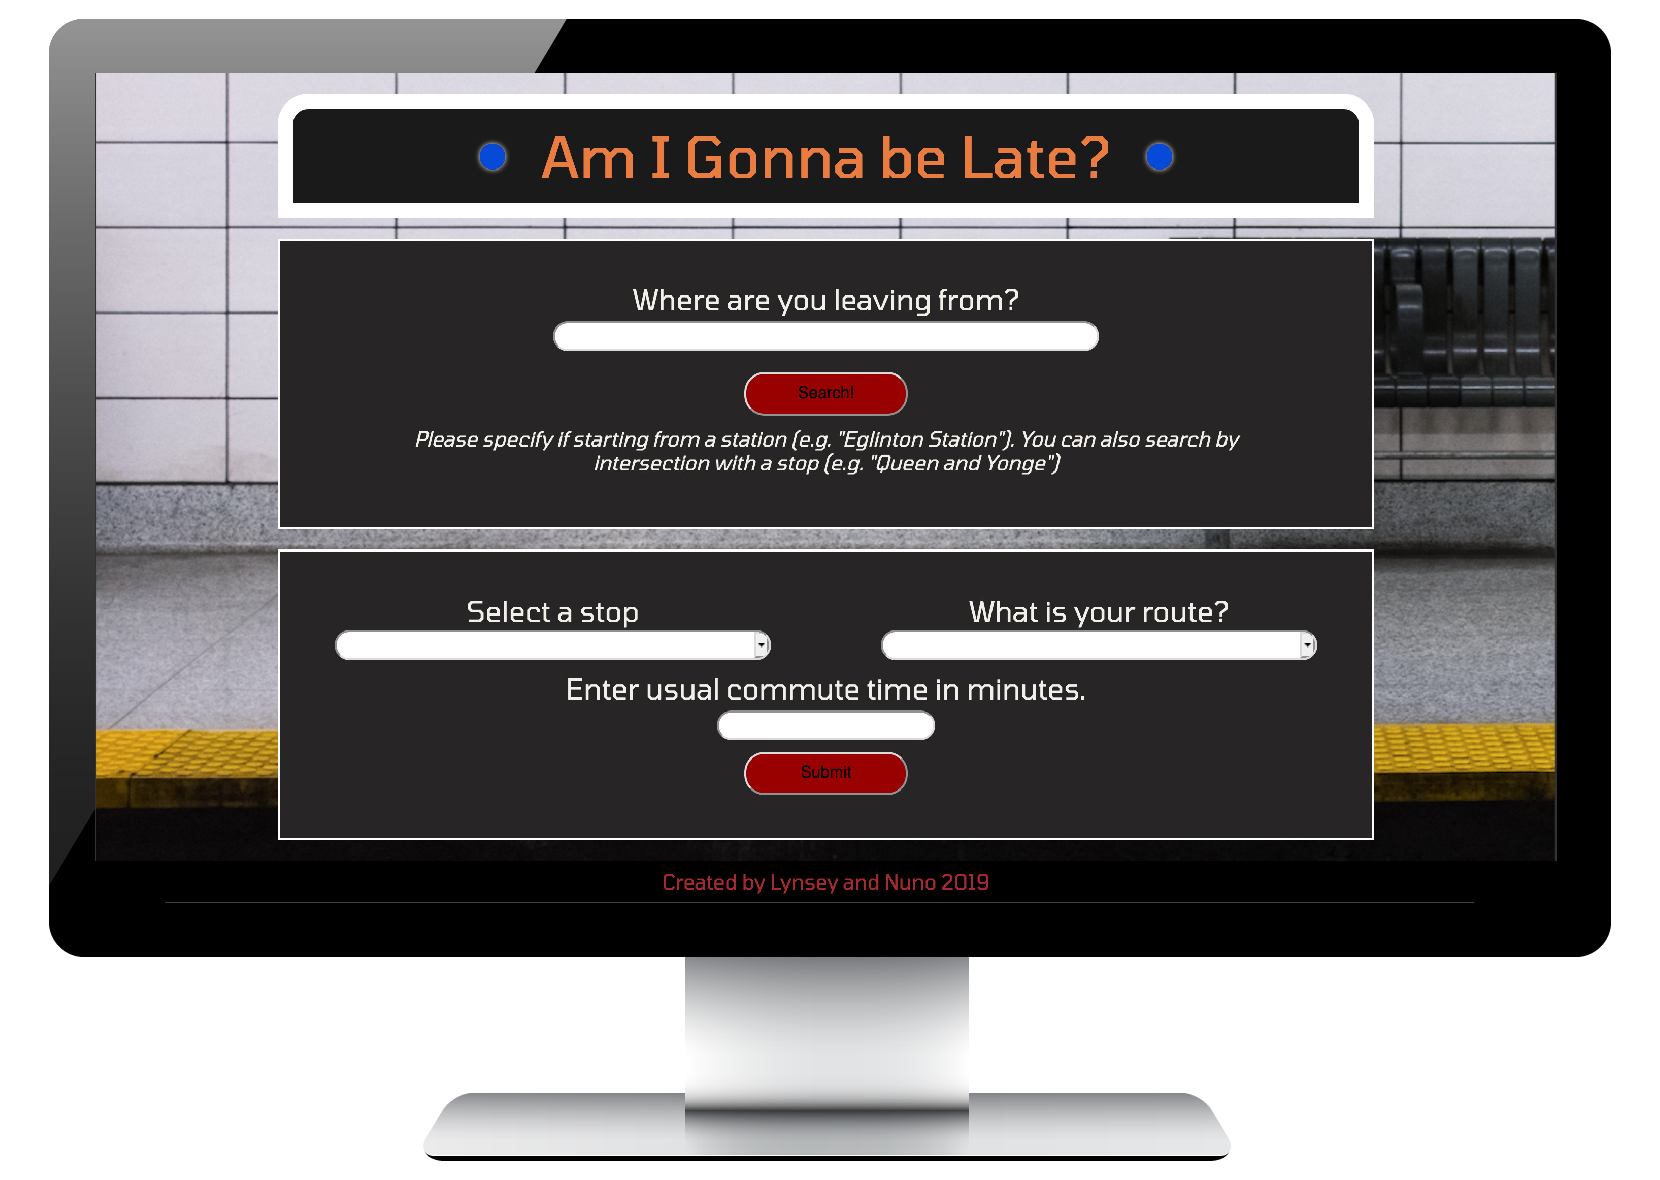 Am I Gonna be Late?
Where are you leaving from?
Search!
Please specify if starting from a station (e.g. "Eglinton Station"). You can also search by
intersection with a stop (e.g. "Queen and Yonge")
Select a stop
What is your route?
Enter usual commute time in minutes.
Submit
Created by Lynsey and Nuno 2019